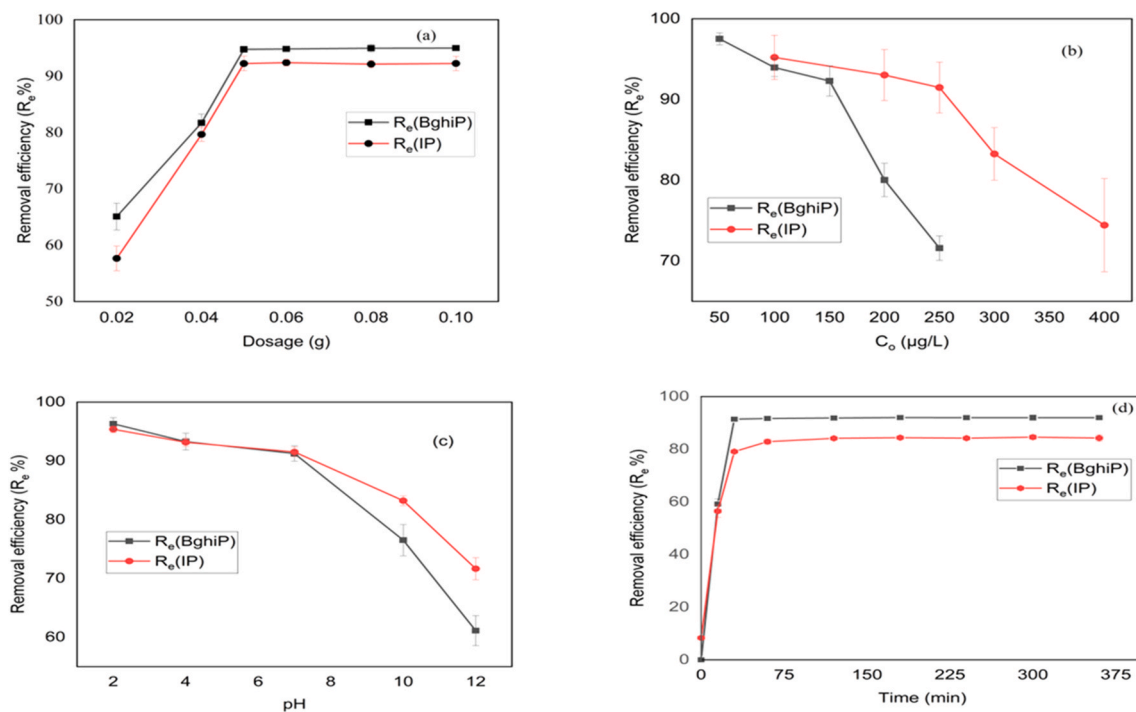 (a)
Removal efficiency (Re%)
100
90
80
70
60
50
Re(BghiP)
Re(IP)
0.02 0.04 0.06 0.08 0.10
Dosage (g)
(b)
Removal efficiency (Re%)
100
90
80
70
Re(BghiP)
Re(IP)
50 100 150 200 250 300 350 400
Co (µg/L)
(c)
Removal efficiency (Re %)
100
90
80
70
60
Re(BghiP)
Re(IP)
2 4 6 8 10 12
pH
(d)
Removal efficiency (Re%)
100
80
60
40
20
0
Re(BghiP)
Re(IP)
0 75 150 225 300 375
Time (min)